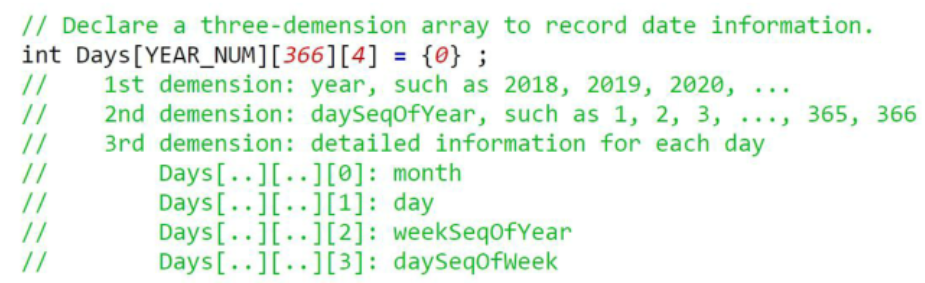 // Declare a three-demension array to record date information.
int Days[YEAR_NUM][366][4] = {0} ;
// 1st demension: year, such as 2018, 2019, 2020, ...
// 2nd demension: daySeqOfYear, such as 1, 2, 3, ..., 365, 366
// 3rd demension: detailed information for each day
// Days[..][..][0]: month
// Days[..][..][1]: day
// Days[..][..][2]: weekSeqOfYear
// Days[..][..][3]: daySeqOfWeek